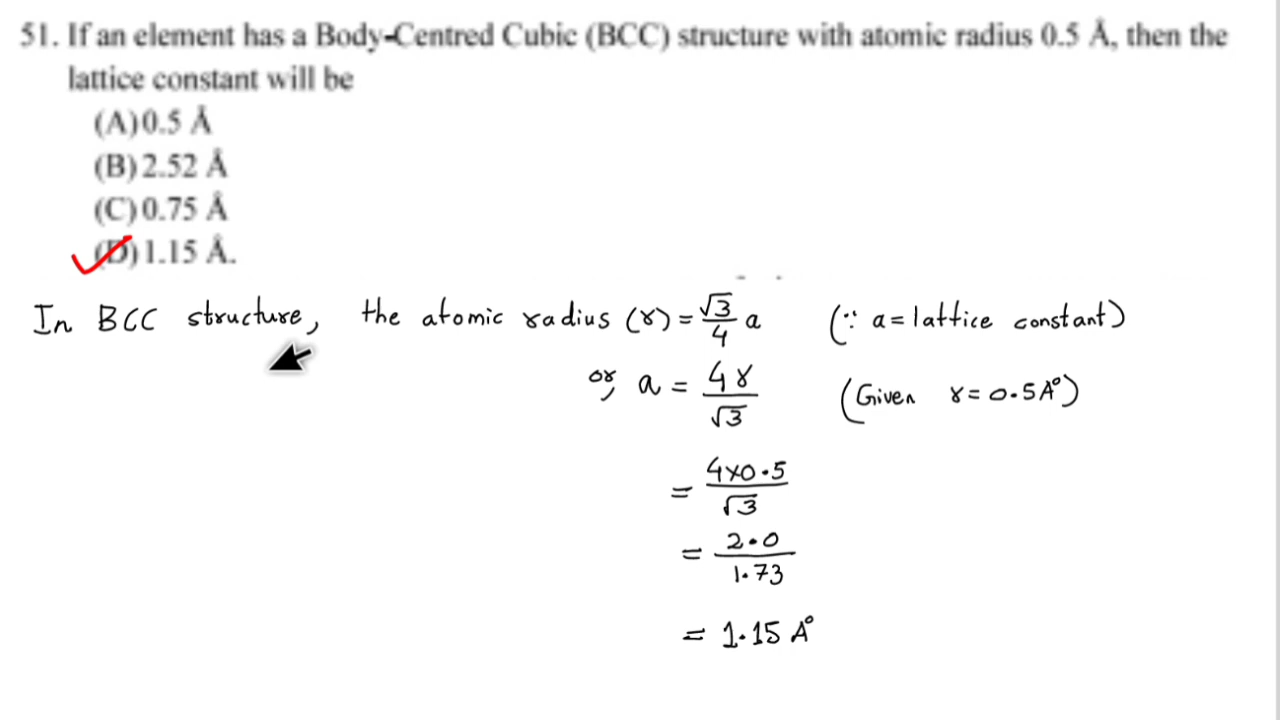 51. If an element has a Body-Centred Cubic (BCC) structure with atomic radius 0.5 Å, then the
lattice constant will be
(A) 0.5 Å
(B) 2.52 Å
(C) 0.75 Å
(D) 1.15 Å.
In BCC structure, the atomic radius (r) = √3/4 a (∵ a = lattice constant)
or, a = 4r/√3 (Given r = 0.5 A°)
= 4×0.5/√3
= 2.0/1.73
= 1.15 A°